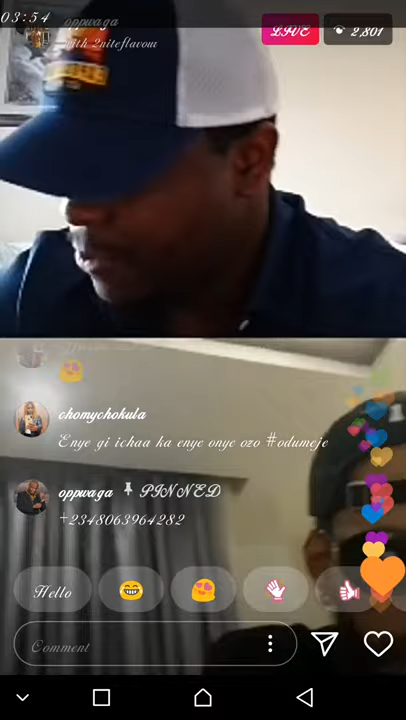 03:54
oppwaga
with 2niteflavour
LIVE
2,801
chomychokula
Enye gi ichaa ka enye onye ozo #odumeje
oppwaga PINNED
+2348063964282
Hello
Comment